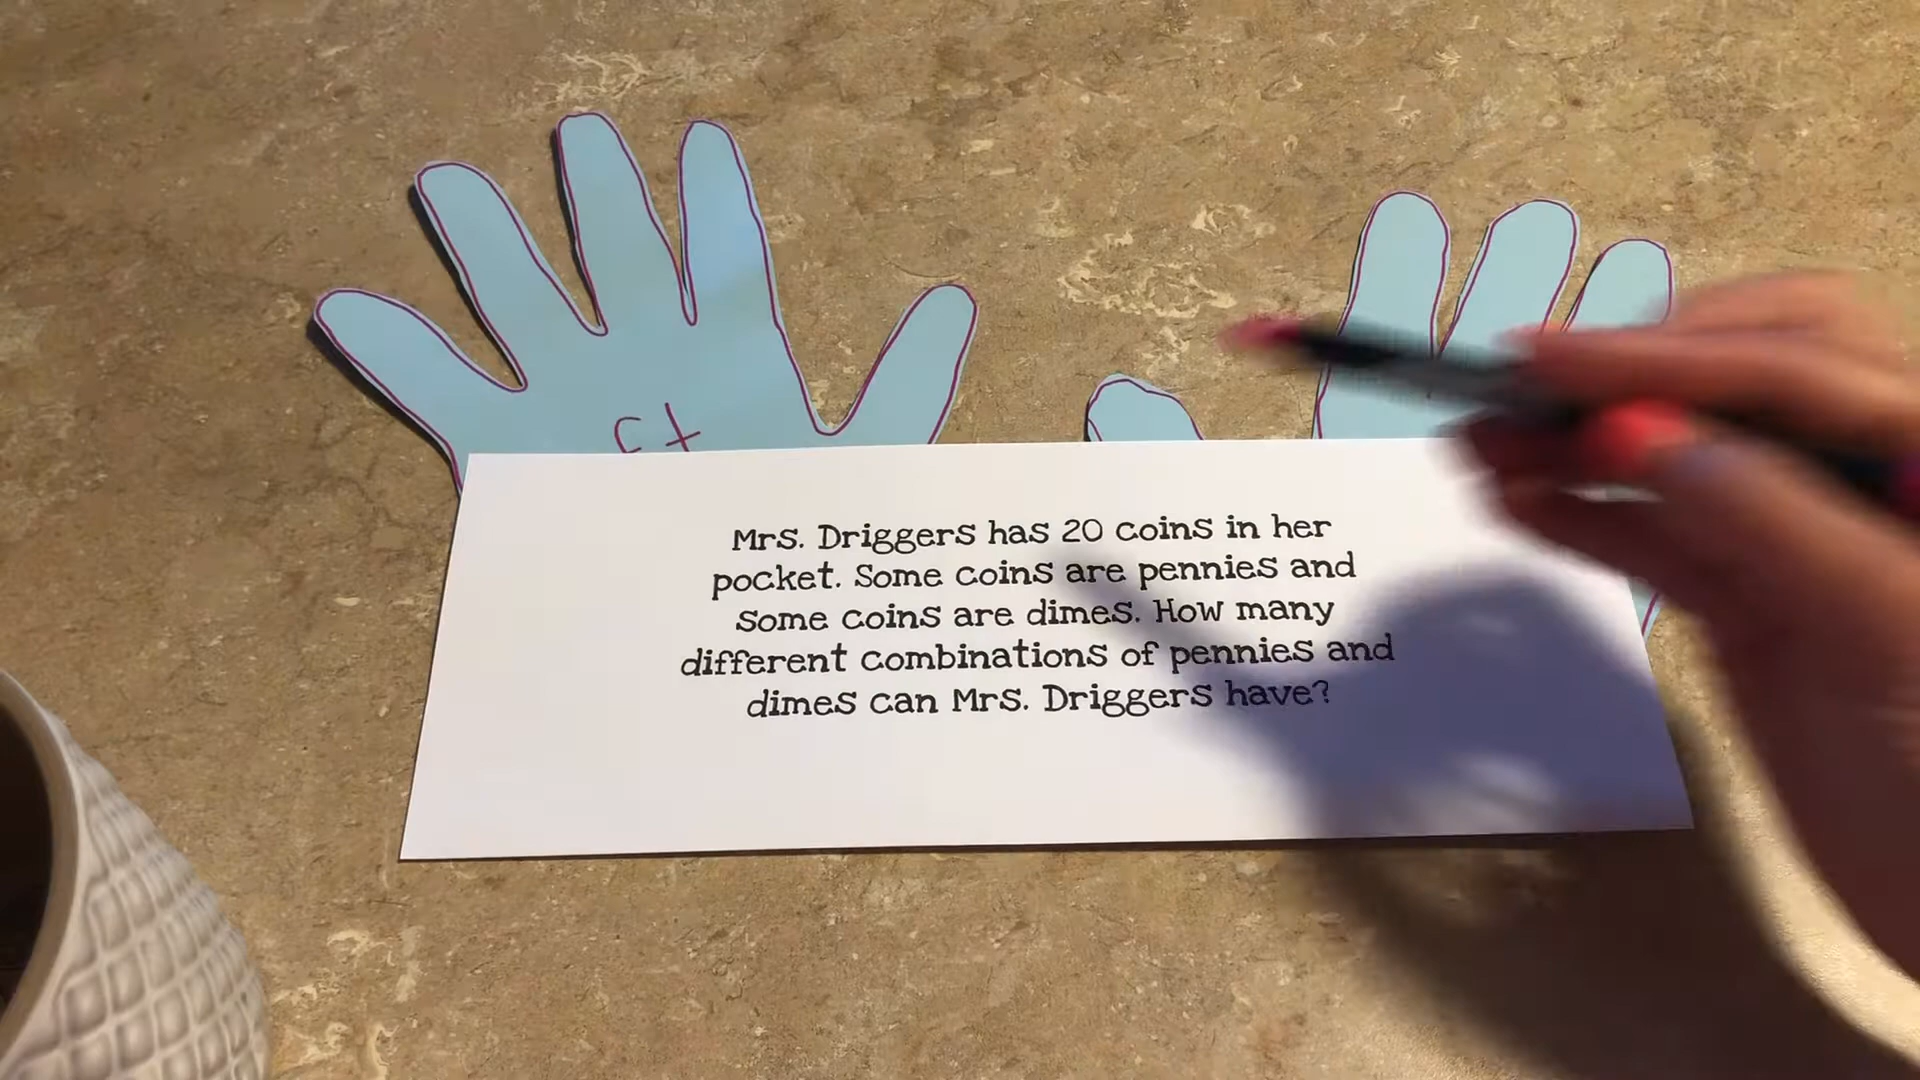 Mrs. Driggers has 20 coins in her
pocket. Some coins are pennies and
some coins are dimes. How many
different combinations of pennies and
dimes can Mrs. Driggers have?